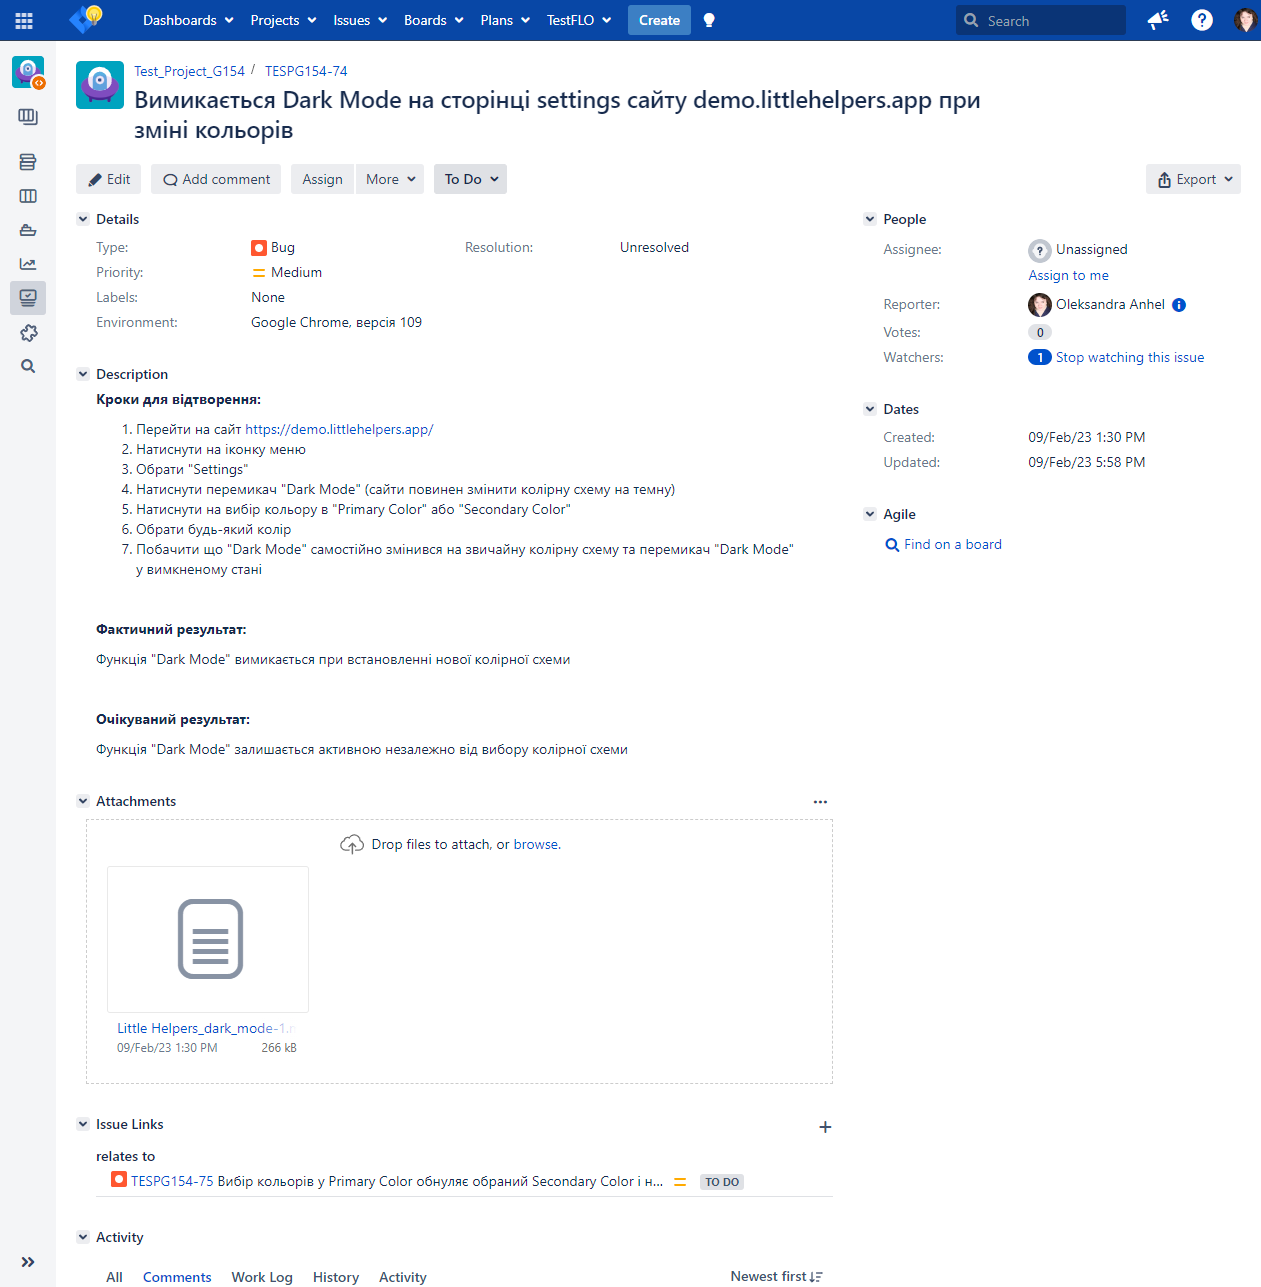 Dashboards Projects Issues Boards Plans TestFLO Create Search
Test_Project_G154 / TESPG154-74
Вимикається Dark Mode на сторінці settings сайту demo.littlehelpers.app при
зміні кольорів
Edit Add comment Assign More To Do Export
Details
Type: Bug Resolution: Unresolved
Priority: Medium
Labels: None
Environment: Google Chrome, версія 109
People
Assignee: Unassigned
Assign to me
Reporter: Oleksandra Anhel
Votes: 0
Watchers: 1 Stop watching this issue
Dates
Created: 09/Feb/23 1:30 PM
Updated: 09/Feb/23 5:58 PM
Agile
Find on a board
Description
Кроки для відтворення:
1. Перейти на сайт https://demo.littlehelpers.app/
2. Натиснути на іконку меню
3. Обрати "Settings"
4. Натиснути перемикач "Dark Mode" (сайти повинен змінити колірну схему на темну)
5. Натиснути на вибір кольору в "Primary Color" або "Secondary Color"
6. Обрати будь-який колір
7. Побачити що "Dark Mode" самостійно змінився на звичайну колірну схему та перемикач "Dark Mode"
у вимкненому стані
Фактичний результат:
Функція "Dark Mode" вимикається при встановленні нової колірної схеми
Очікуваний результат:
Функція "Dark Mode" залишається активною незалежно від вибору колірної схеми
Attachments
Drop files to attach, or browse.
Little Helpers_dark_mode-1.
09/Feb/23 1:30 PM 266 kB
Issue Links
relates to
TESPG154-75 Вибір кольорів у Primary Color обнуляє обраний Secondary Color і н... TO DO
Activity
All Comments Work Log History Activity Newest first